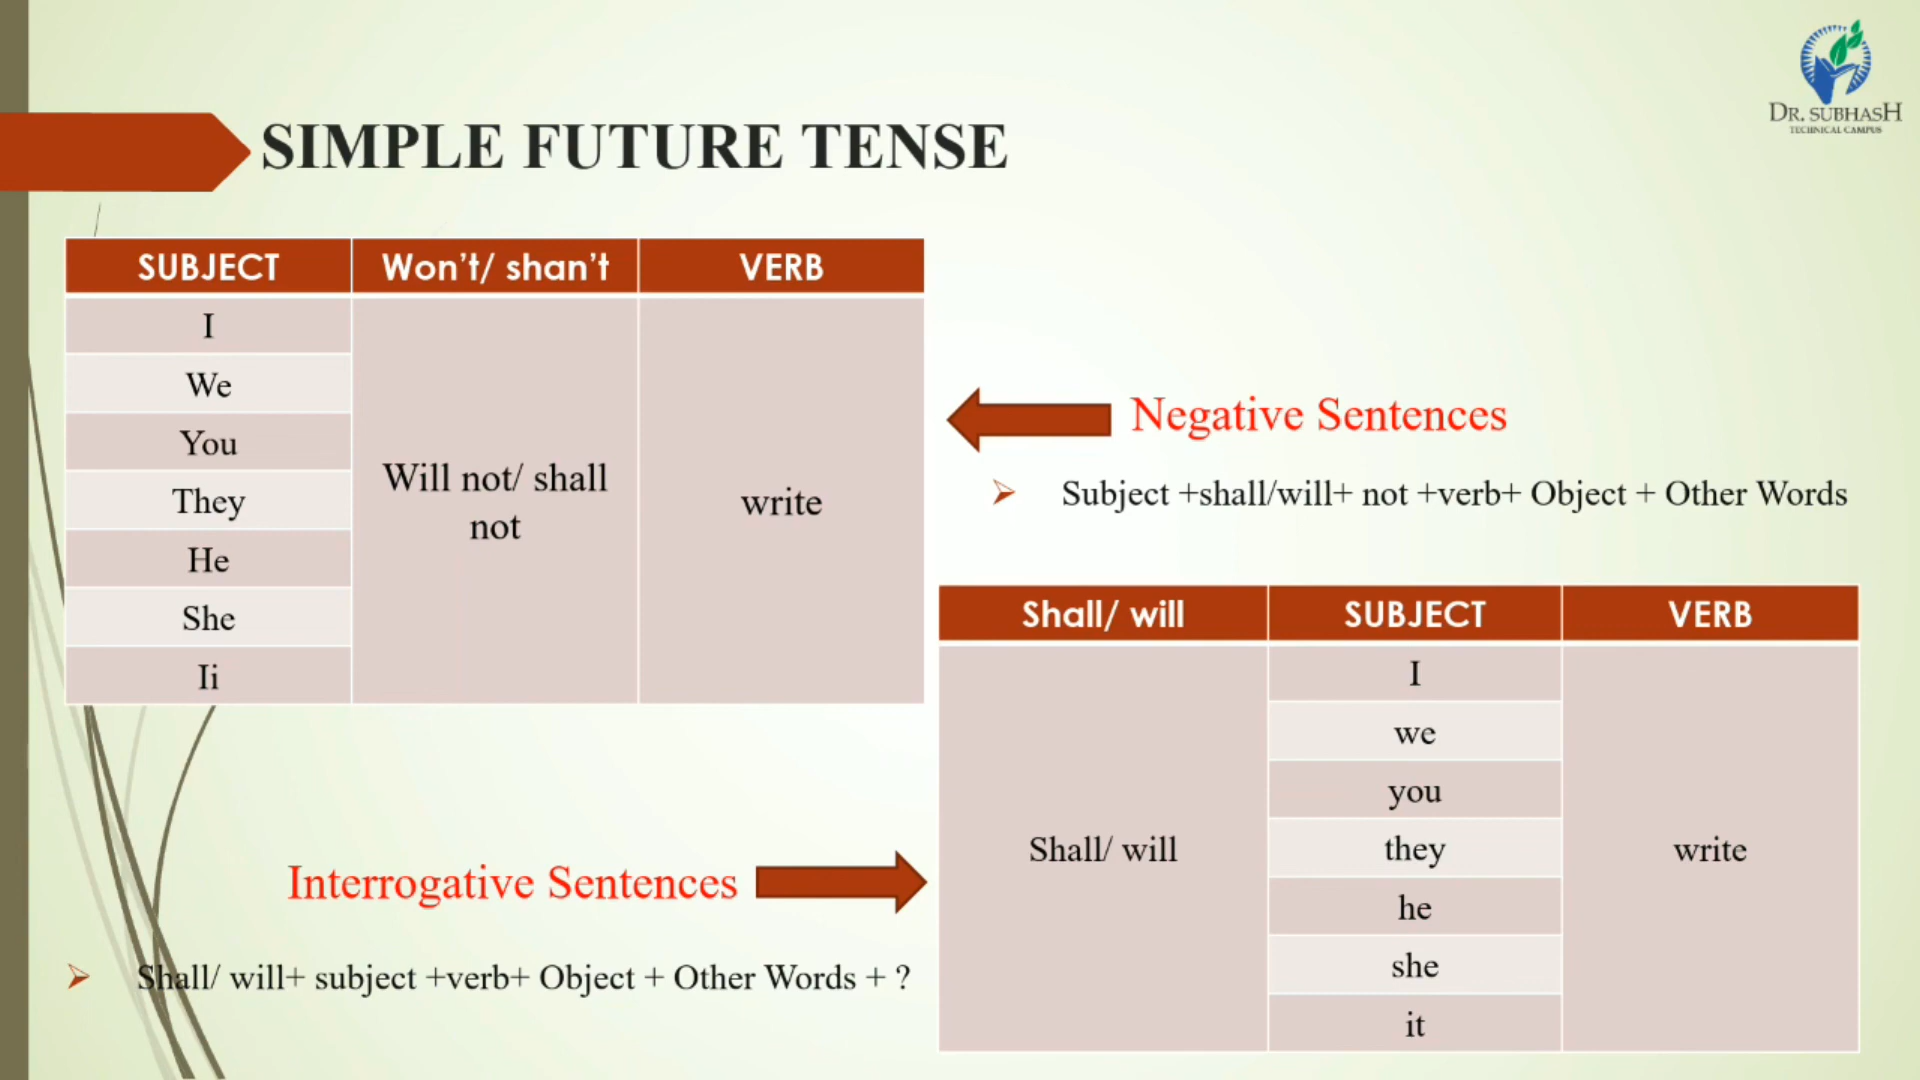 DR. SUBHASH
TECHNICAL CAMPUS
SIMPLE FUTURE TENSE
SUBJECT Won't/ shan't VERB
I
We
You
They
He
She
Ii
Will not/ shall
not
write
Negative Sentences
Subject +shall/will+ not +verb+ Object + Other Words
Shall/ will SUBJECT VERB
Shall/ will
I
we
you
they
he
she
it
write
Interrogative Sentences
Shall/ will+ subject +verb+ Object + Other Words + ?